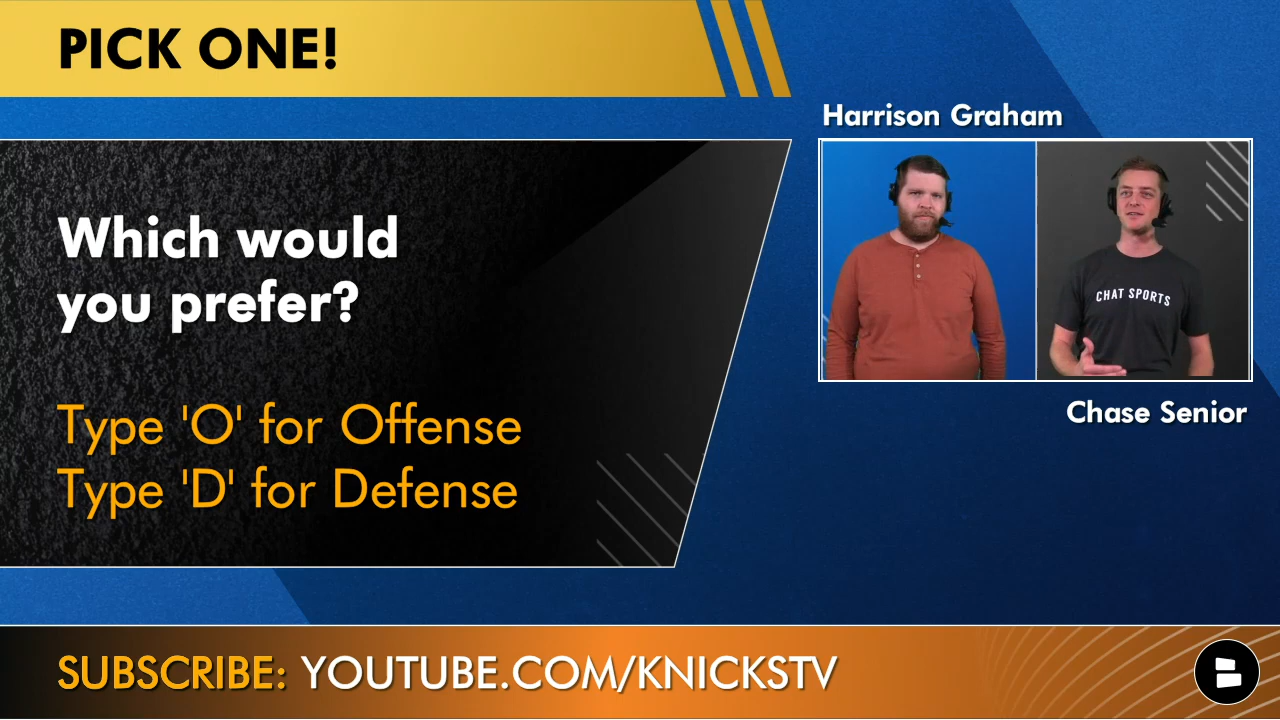 PICK ONE!
Harrison Graham
Which would
you prefer?
CHAT SPORTS
Type 'O' for Offense
Type 'D' for Defense
Chase Senior
SUBSCRIBE: YOUTUBE.COM/KNICKSTV